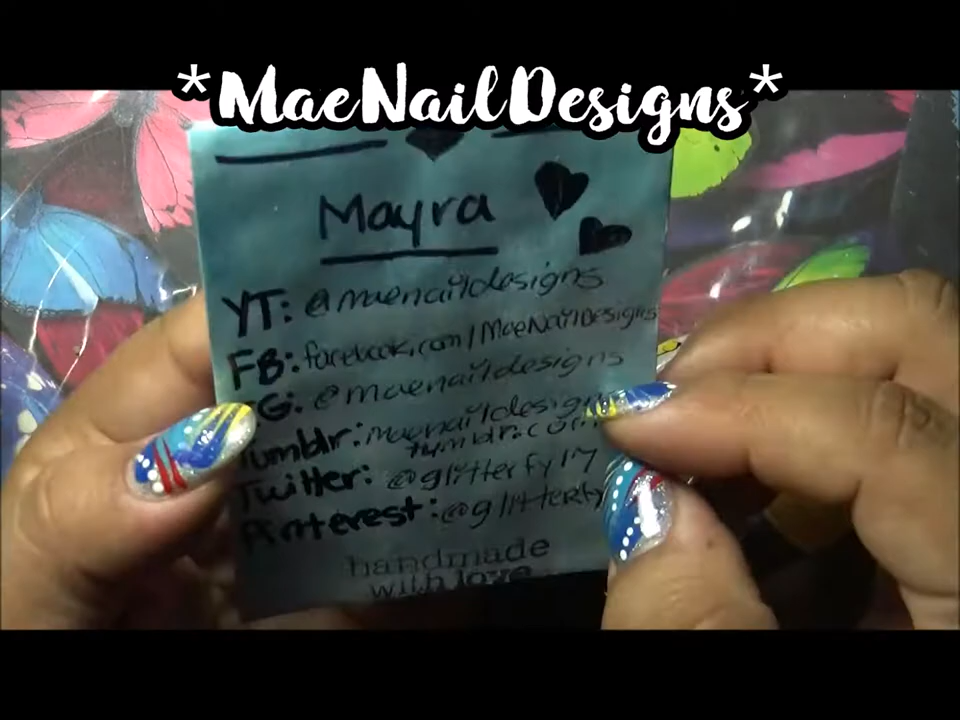 *MaeNailDesigns*
Mayra
YT: @maenaildesigns
FB: facebook.com/MaeNailDesigns
IG: @maenaildesigns
Tumblr: maenaildesigns
tumblr.com
Twitter: @glitterfy17
Pinterest: @glitterfy
handmade
with love